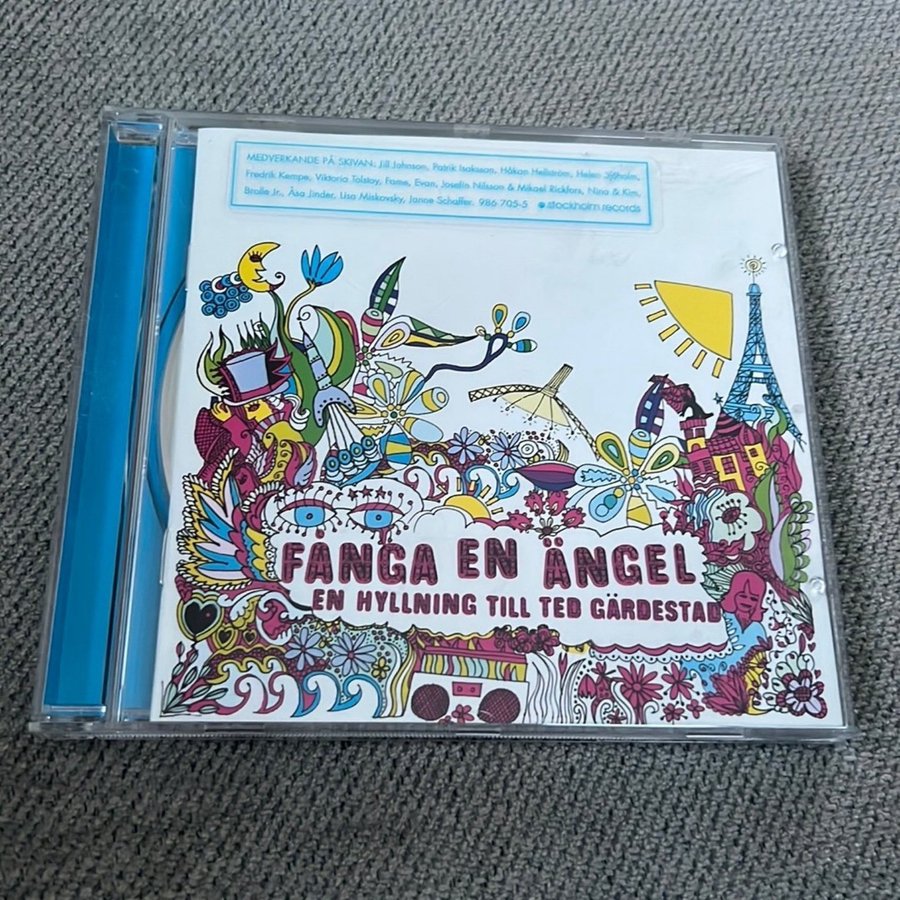 MEDVERKANDE PÅ SKIVAN: Jill Johnson, Patrik Isaksson, Håkan Hellström, Helen Sjöholm,
Fredrik Kempe, Viktoria Tolstoy, Fame, Evan, Josefin Nilsson & Mikael Rickfors, Nina & Kim,
Brolle Jr., Åsa Jinder, Lisa Miskovsky, Janne Schaffer. 986 705-5 stockholm records
FÅNGA EN ÄNGEL
EN HYLLNING TILL TED GÄRDESTAD